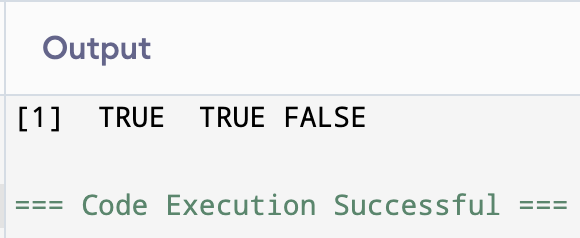 Output
[1]  TRUE  TRUE FALSE
=== Code Execution Successful ===